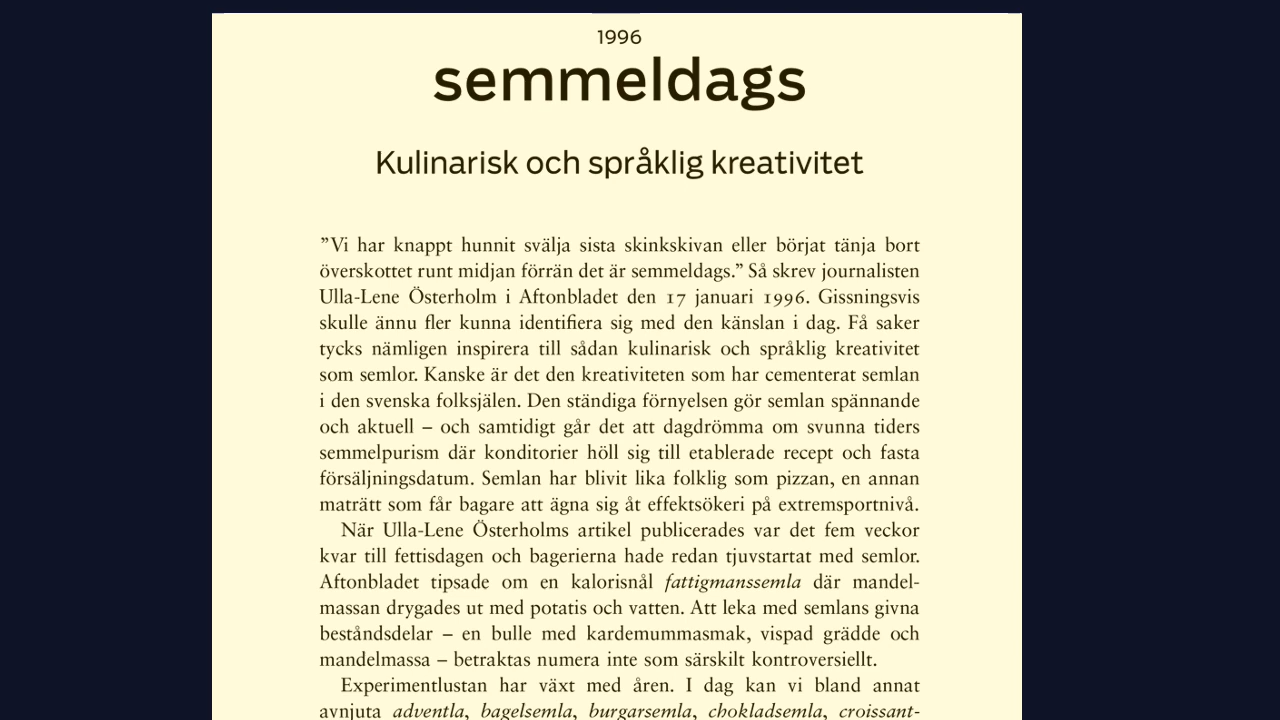 1996
semmeldags
Kulinarisk och språklig kreativitet
”Vi har knappt hunnit svälja sista skinkskivan eller börjat tänja bort
överskottet runt midjan förrän det är semmeldags.” Så skrev journalisten
Ulla-Lene Österholm i Aftonbladet den 17 januari 1996. Gissningsvis
skulle ännu fler kunna identifiera sig med den känslan i dag. Få saker
tycks nämligen inspirera till sådan kulinarisk och språklig kreativitet
som semlor. Kanske är det den kreativiteten som har cementerat semlan
i den svenska folksjälen. Den ständiga förnyelsen gör semlan spännande
och aktuell – och samtidigt går det att dagdrömma om svunna tiders
semmelpurism där konditorier höll sig till etablerade recept och fasta
försäljningsdatum. Semlan har blivit lika folklig som pizzan, en annan
maträtt som får bagare att ägna sig åt effektsökeri på extremsportnivå.
När Ulla-Lene Österholms artikel publicerades var det fem veckor
kvar till fettisdagen och bagerierna hade redan tjuvstartat med semlor.
Aftonbladet tipsade om en kalorisnål fattigmanssemla där mandel-
massan drygades ut med potatis och vatten. Att leka med semlans givna
beståndsdelar – en bulle med kardemummasmak, vispad grädde och
mandelmassa – betraktas numera inte som särskilt kontroversiellt.
Experimentlustan har växt med åren. I dag kan vi bland annat
avnjuta adventla, bagelsemla, burgarsemla, chokladsemla, croissant-